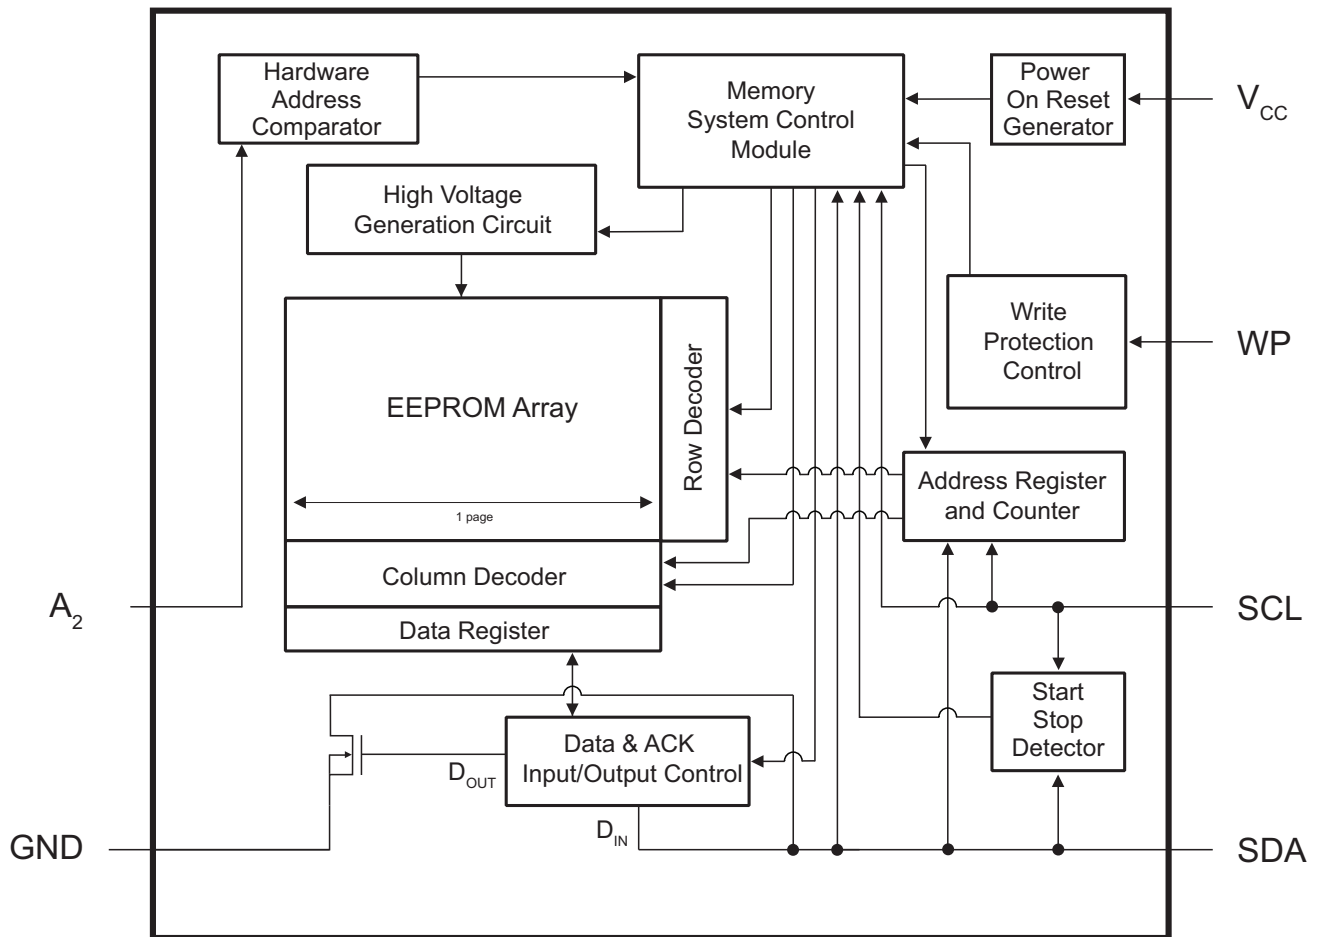 Hardware
Address
Comparator
Memory
System Control
Module
Power
On Reset
Generator
VCC
High Voltage
Generation Circuit
Write
Protection
Control
WP
EEPROM Array
Row Decoder
1 page
Address Register
and Counter
Column Decoder
A2
SCL
Data Register
Start
Stop
Detector
Data & ACK
Input/Output Control
DOUT
DIN
GND
SDA